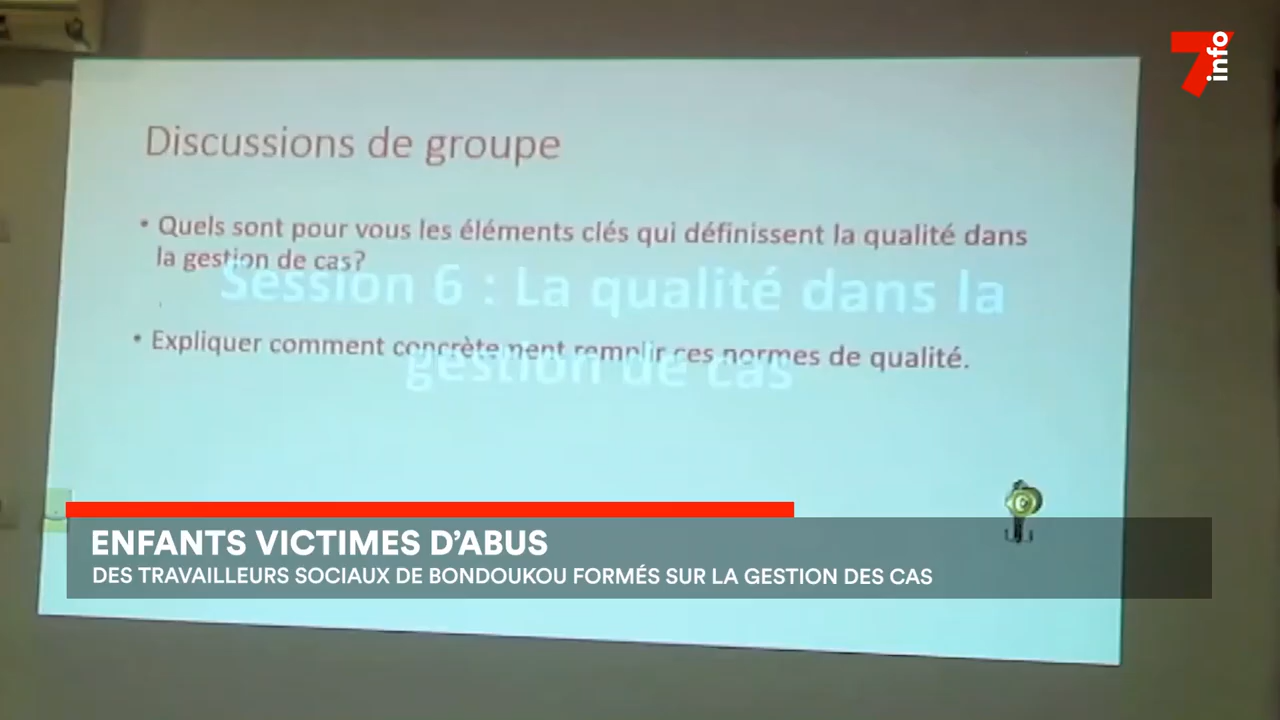 7
info
Discussions de groupe
• Quels sont pour vous les éléments clés qui définissent la qualité dans
la gestion de cas?
Session 6 : La qualité dans la
• Expliquer comment concrètement remplir ces normes de qualité.
gestion de cas
ENFANTS VICTIMES D'ABUS
DES TRAVAILLEURS SOCIAUX DE BONDOUKOU FORMÉS SUR LA GESTION DES CAS